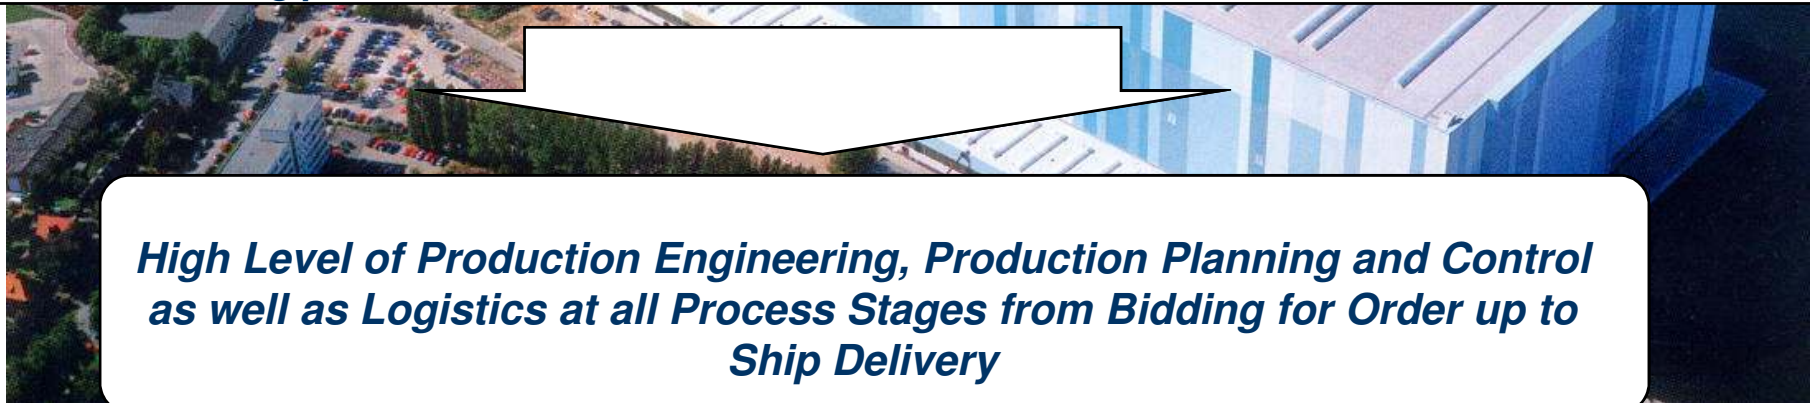 High Level of Production Engineering, Production Planning and Control
as well as Logistics at all Process Stages from Bidding for Order up to
Ship Delivery